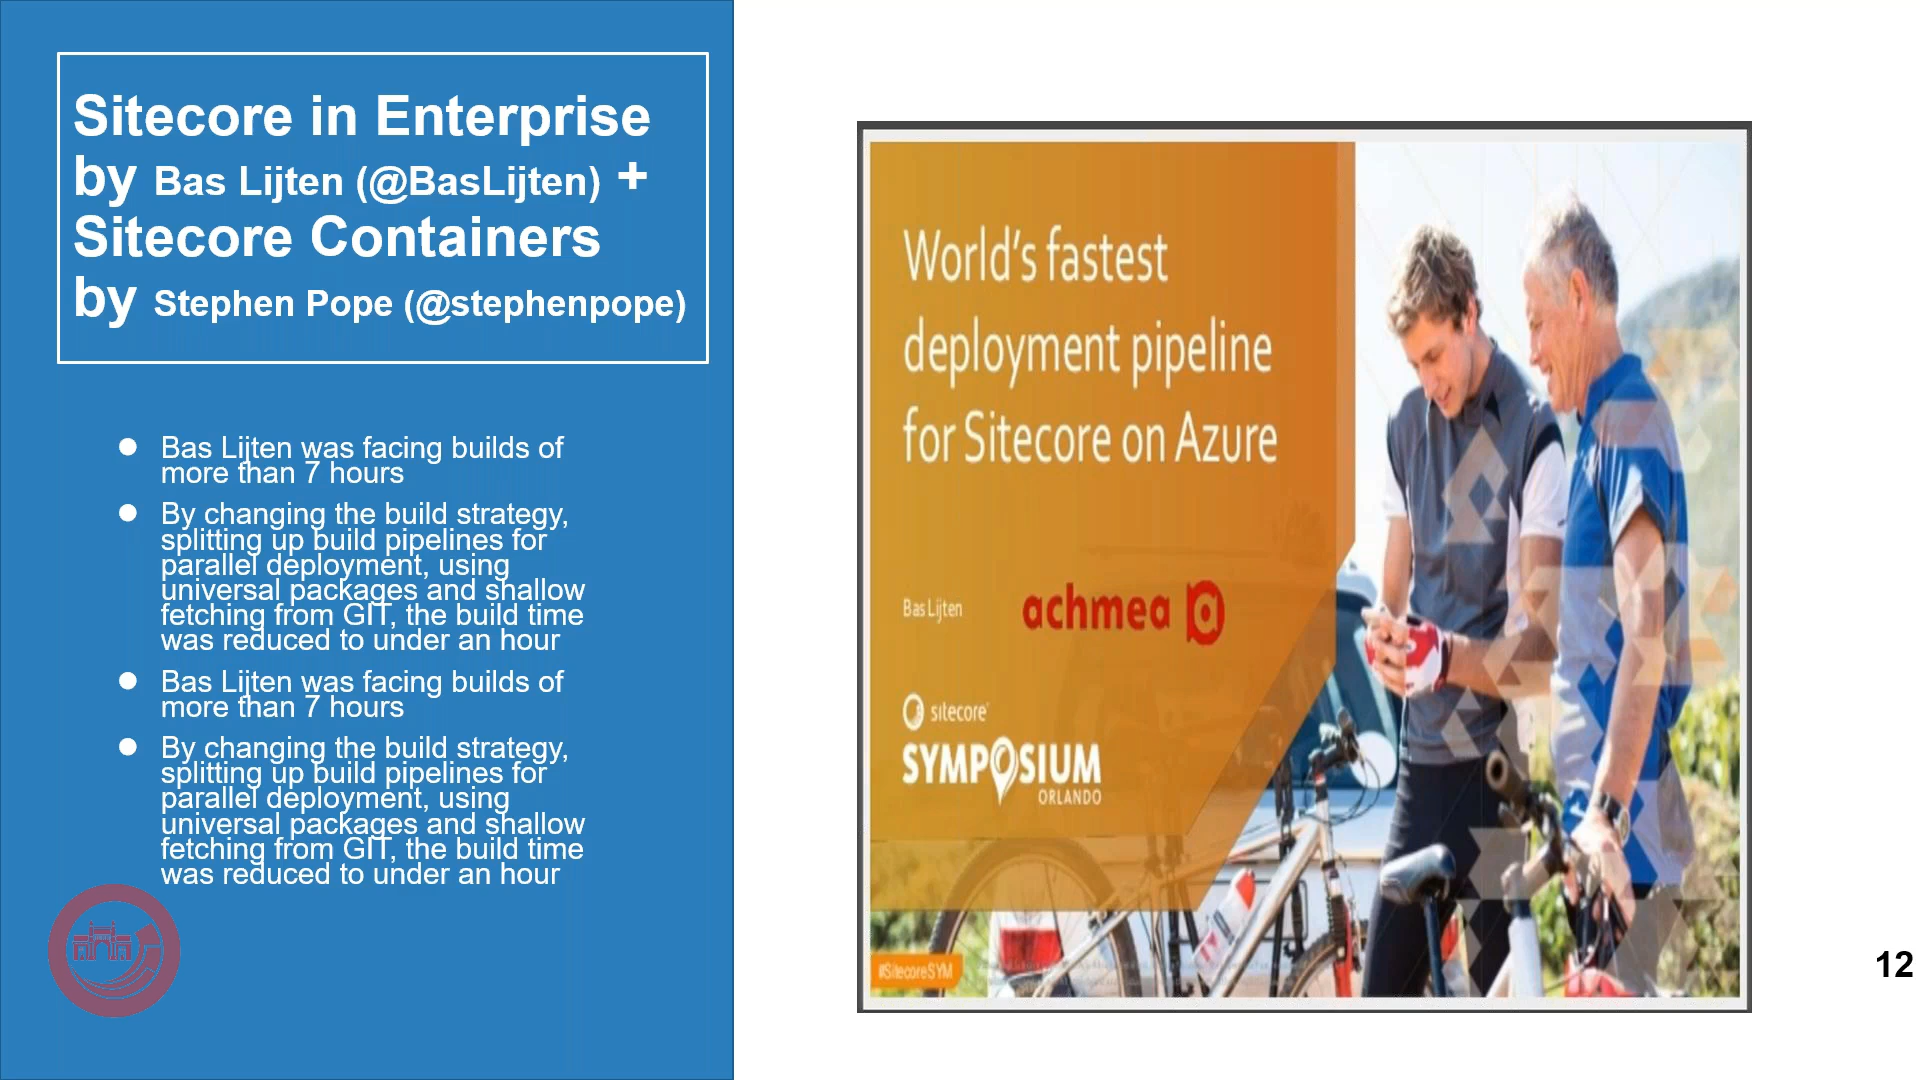 Sitecore in Enterprise
by Bas Lijten (@BasLijten) +
Sitecore Containers
by Stephen Pope (@stephenpope)
● Bas Lijten was facing builds of
more than 7 hours
● By changing the build strategy,
splitting up build pipelines for
parallel deployment, using
universal packages and shallow
fetching from GIT, the build time
was reduced to under an hour
● Bas Lijten was facing builds of
more than 7 hours
● By changing the build strategy,
splitting up build pipelines for
parallel deployment, using
universal packages and shallow
fetching from GIT, the build time
was reduced to under an hour
World's fastest
deployment pipeline
for Sitecore on Azure
Bas Lijten
achmea
sitecore
SYMPOSIUM
ORLANDO
#SitecoreSYM
12